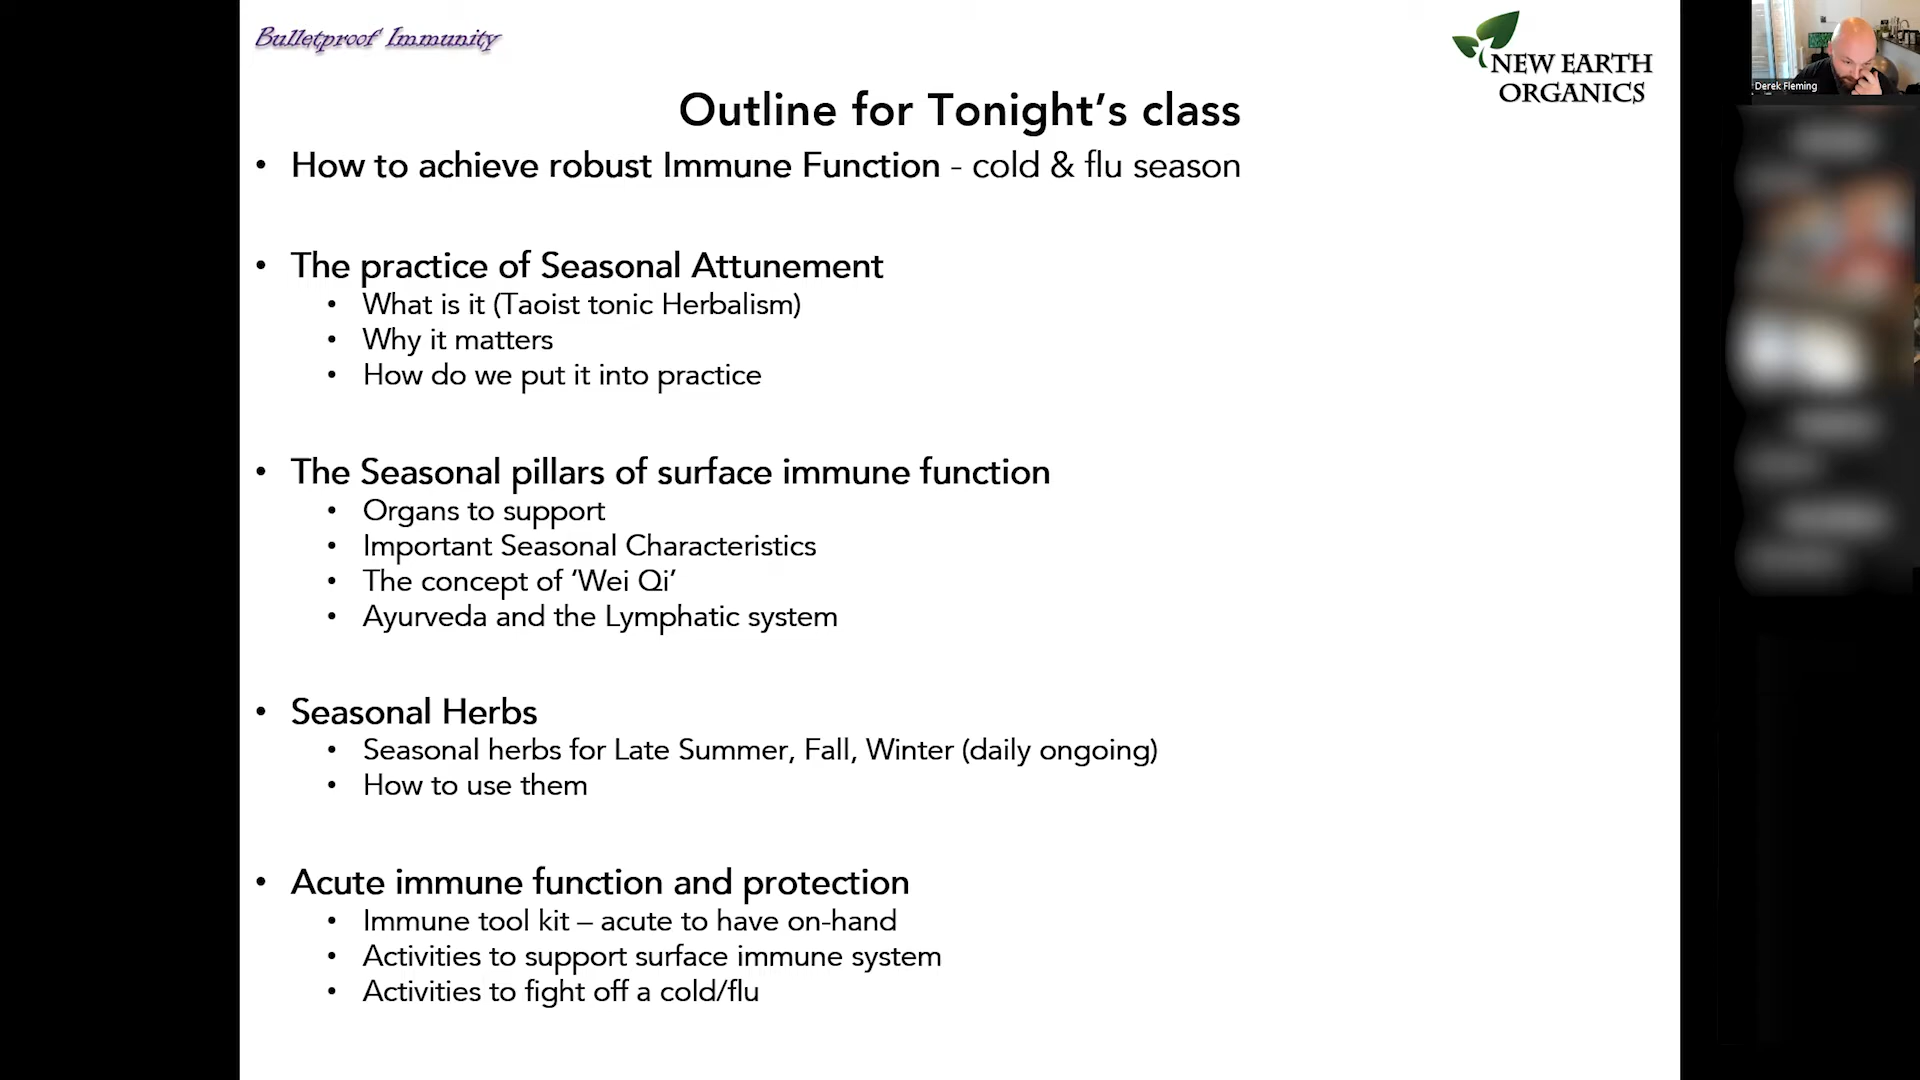 Bulletproof Immunity
NEW EARTH
ORGANICS
Derek Fleming
Outline for Tonight’s class
• How to achieve robust Immune Function - cold & flu season
• The practice of Seasonal Attunement
• What is it (Taoist tonic Herbalism)
• Why it matters
• How do we put it into practice
• The Seasonal pillars of surface immune function
• Organs to support
• Important Seasonal Characteristics
• The concept of ‘Wei Qi’
• Ayurveda and the Lymphatic system
• Seasonal Herbs
• Seasonal herbs for Late Summer, Fall, Winter (daily ongoing)
• How to use them
• Acute immune function and protection
• Immune tool kit – acute to have on-hand
• Activities to support surface immune system
• Activities to fight off a cold/flu